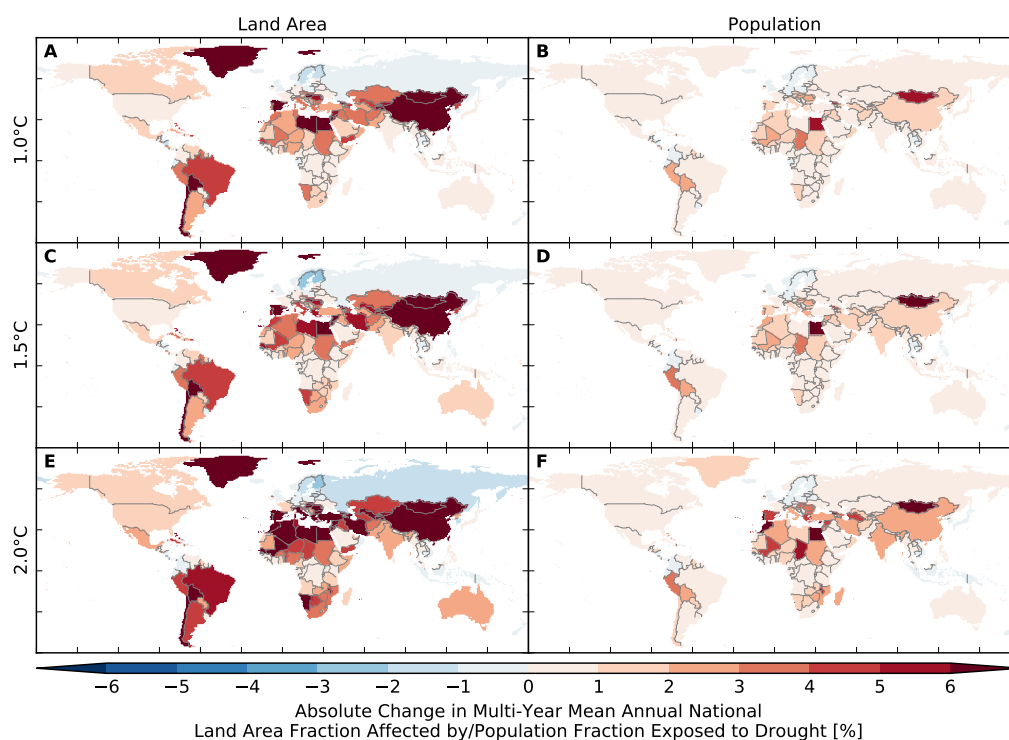 Land Area
Population
A
B
1.0°C
C
D
1.5°C
E
F
2.0°C
−6 −5 −4 −3 −2 −1 0 1 2 3 4 5 6
Absolute Change in Multi-Year Mean Annual National
Land Area Fraction Affected by/Population Fraction Exposed to Drought [%]